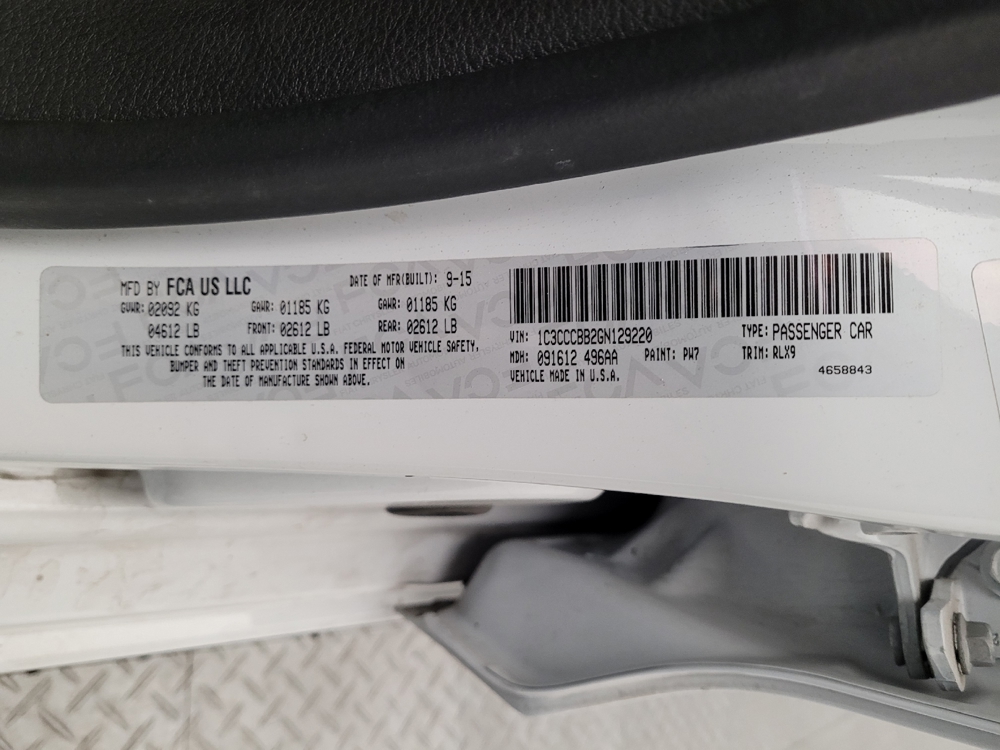 MFD BY FCA US LLC DATE OF MFR(BUILT): 9-15
GVWR: 02092 KG GAWR: 01185 KG GAWR: 01185 KG
04612 LB FRONT: 02612 LB REAR: 02612 LB
THIS VEHICLE CONFORMS TO ALL APPLICABLE U.S.A. FEDERAL MOTOR VEHICLE SAFETY,
BUMPER AND THEFT PREVENTION STANDARDS IN EFFECT ON
THE DATE OF MANUFACTURE SHOWN ABOVE.
VIN: 1C3CCCBB2GN129220 TYPE: PASSENGER CAR
MDH: 091612 496AA PAINT: PW7 TRIM: RLX9
VEHICLE MADE IN U.S.A. 4658843